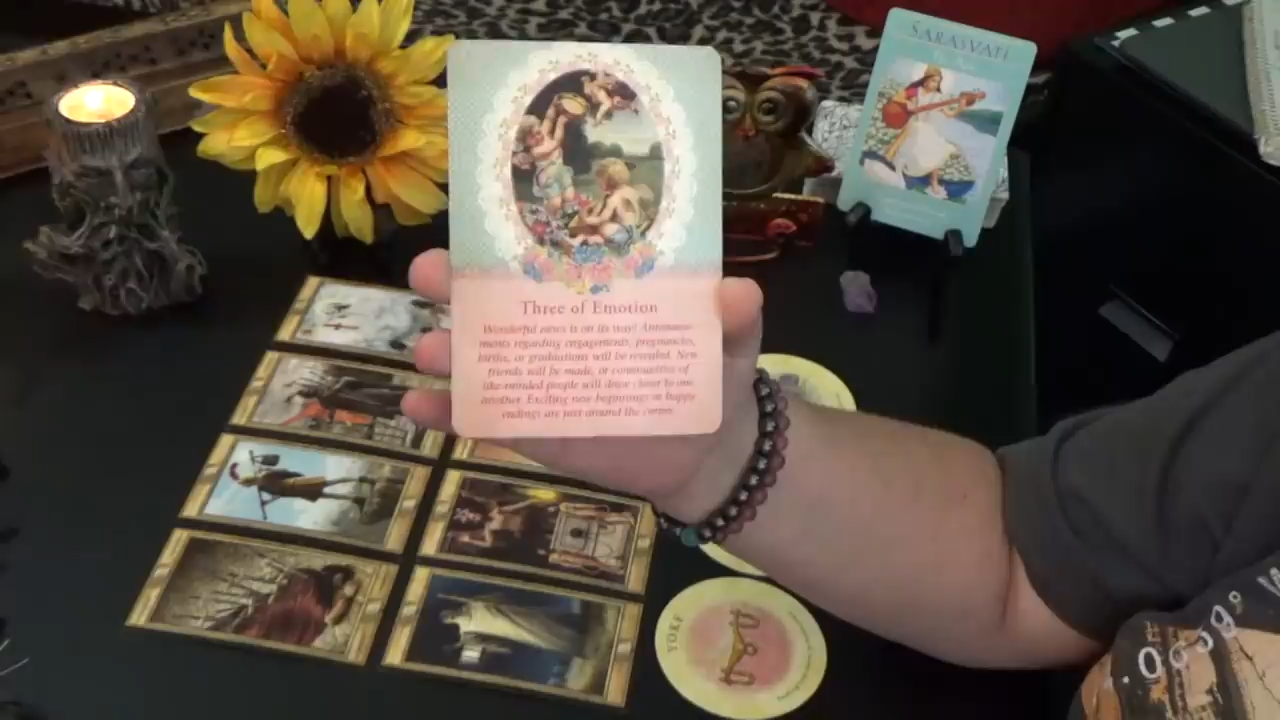 SARASVATI
Three of Emotion
Wonderful news is on its way! Announce-
ments regarding engagements, pregnancies,
births, or graduations will be revealed. New
friends will be made, or communities of
like-minded people will draw closer to one
another. Exciting new beginnings or happy
endings are just around the corner.
YOKE